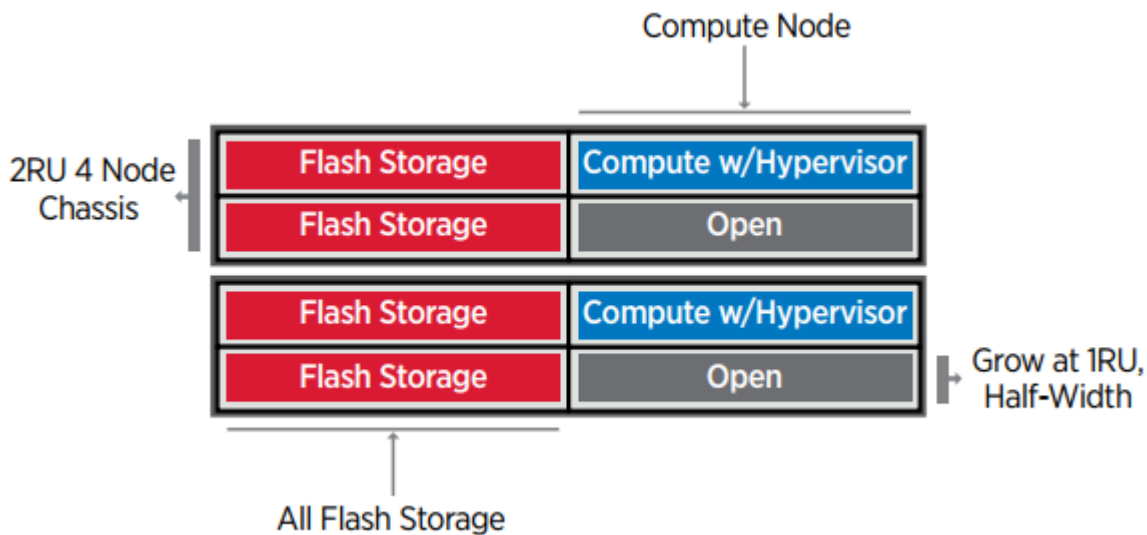 Compute Node
2RU 4 Node
Chassis
Flash Storage
Compute w/Hypervisor
Flash Storage
Open
Flash Storage
Compute w/Hypervisor
Flash Storage
Open
Grow at 1RU,
Half-Width
All Flash Storage